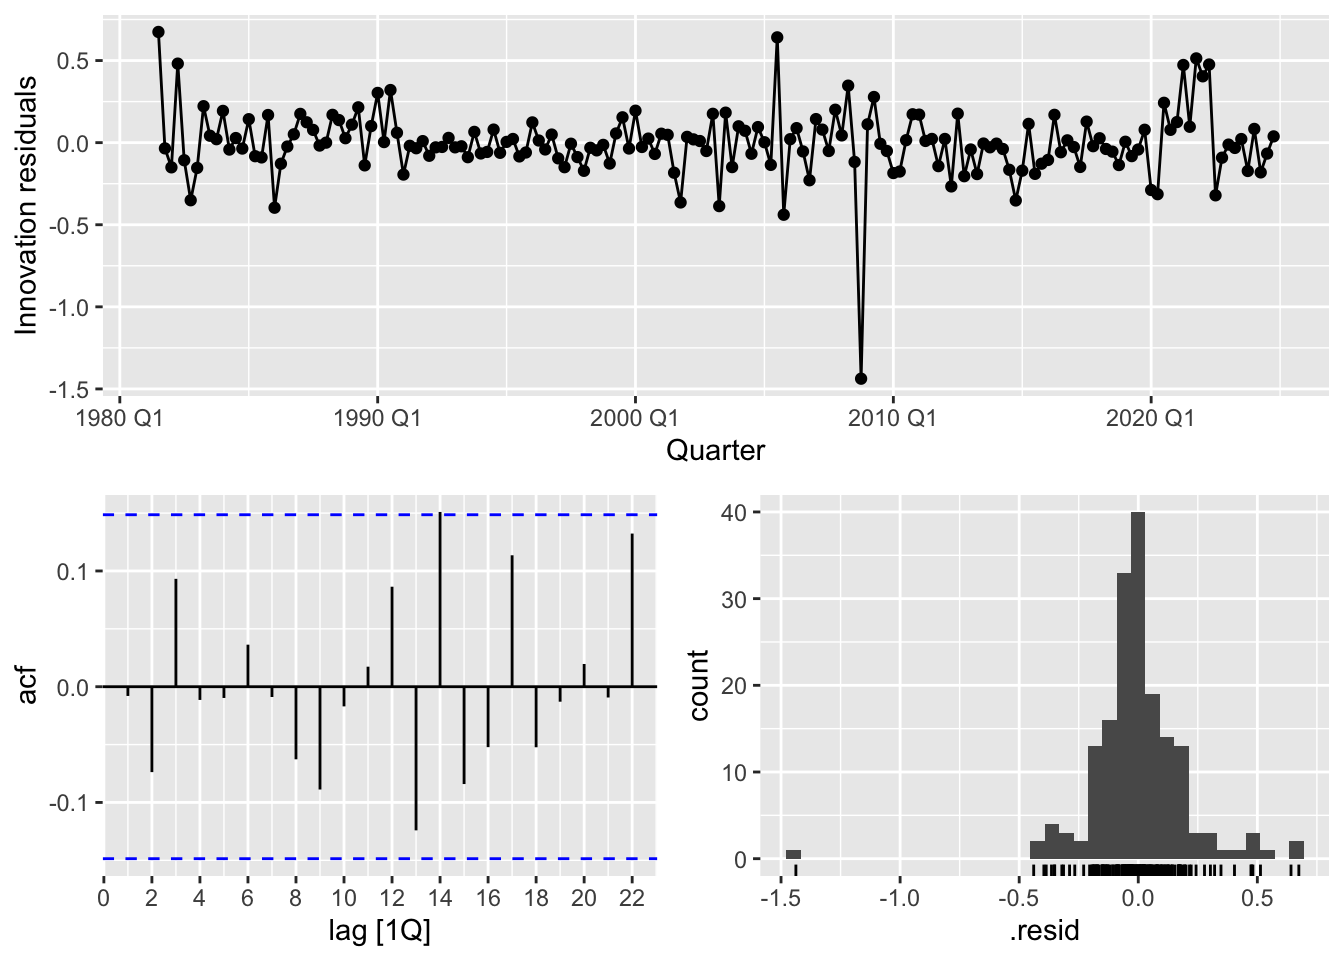 Innovation residuals
0.5
0.0
-0.5
-1.0
-1.5
1980 Q1 1990 Q1 2000 Q1 2010 Q1 2020 Q1
Quarter
acf
0.1
0.0
-0.1
0 2 4 6 8 10 12 14 16 18 20 22
lag [1Q]
count
40
30
20
10
0
-1.5 -1.0 -0.5 0.0 0.5
.resid